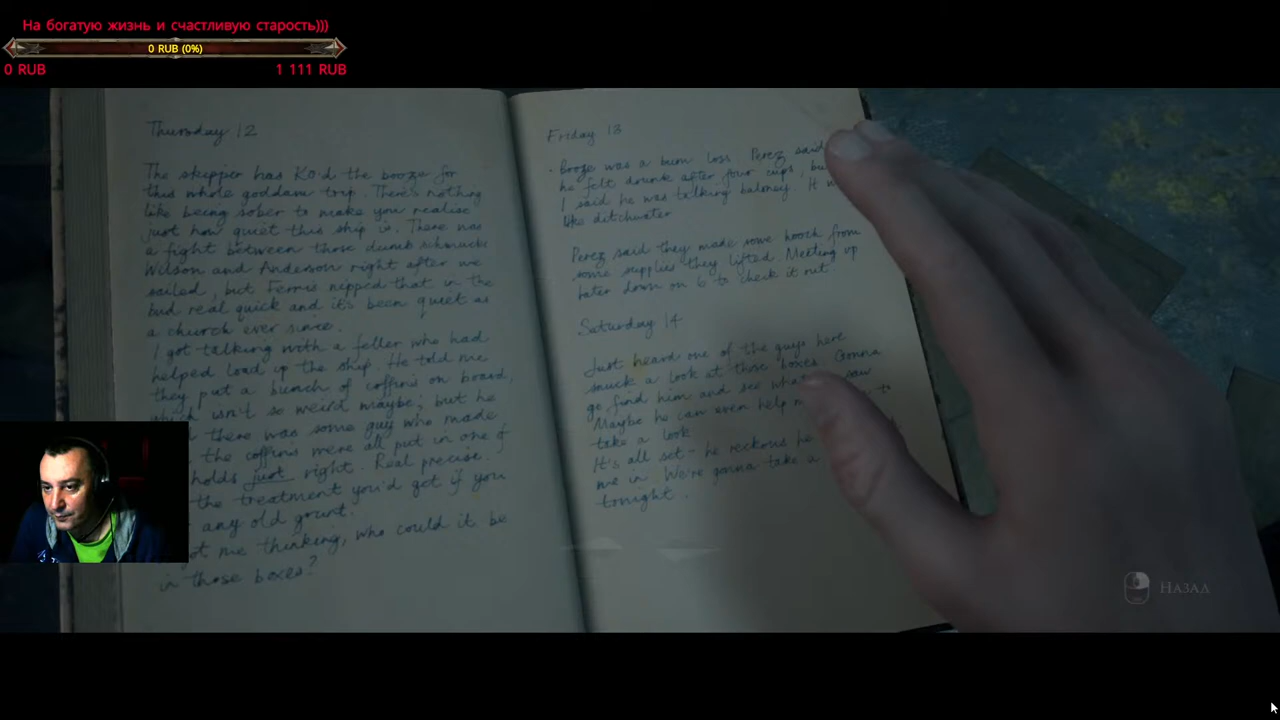 На богатую жизнь и счастливую старость)))
0 RUB (0%)
0 RUB
1 111 RUB
Thursday 12
The skipper has KO'd the booze for
this whole goddam trip. There's nothing
like being sober to make you realise
just how quiet this ship is. There was
a fight between those dumb schmucks
Wilson and Anderson right after we
sailed, but Ferris nipped that in the
bud real quick and it's been quiet as
a church ever since.
I got talking with a feller who had
helped load up the ship. He told me
they put a bunch of coffins on board,
which isn't so weird maybe, but he
there was some guy who made
the coffins were all put in one of
holds just right. Real precise.
the treatment you'd get if you
any old grunt.
me thinking, who could it be
in those boxes?
Friday 13
Booze was a bum loss. Perez said
he felt drunk after four cups, but
I said he was talking baloney. It
like ditchwater
Perez said they made some hooch from
some supplies they lifted. Meeting up
later down on 6 to check it out.
Saturday 14
Just heard one of the guys here
snuck a look at those boxes. Gonna
go find him and see what saw
Maybe he can even help to
take a look
It's all set - he reckons he
me in. We're gonna take a
tonight.
Назад